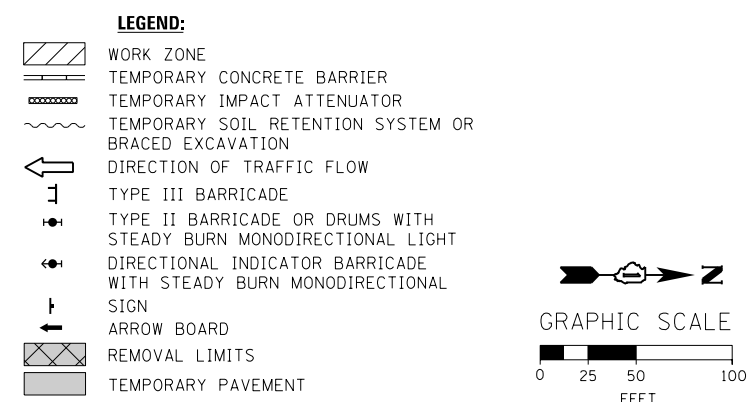 LEGEND:
WORK ZONE
TEMPORARY CONCRETE BARRIER
TEMPORARY IMPACT ATTENUATOR
TEMPORARY SOIL RETENTION SYSTEM OR
BRACED EXCAVATION
DIRECTION OF TRAFFIC FLOW
TYPE III BARRICADE
TYPE II BARRICADE OR DRUMS WITH
STEADY BURN MONODIRECTIONAL LIGHT
DIRECTIONAL INDICATOR BARRICADE
WITH STEADY BURN MONODIRECTIONAL
SIGN
ARROW BOARD
REMOVAL LIMITS
TEMPORARY PAVEMENT
N
GRAPHIC SCALE
0 25 50 100
FEET